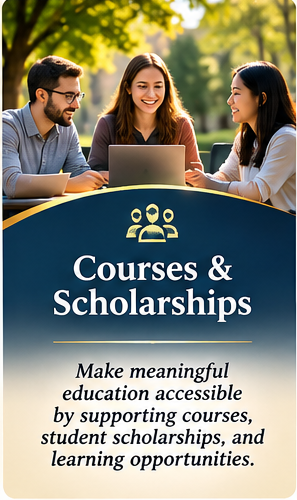 Courses &
Scholarships
Make meaningful
education accessible
by supporting courses,
student scholarships, and
learning opportunities.